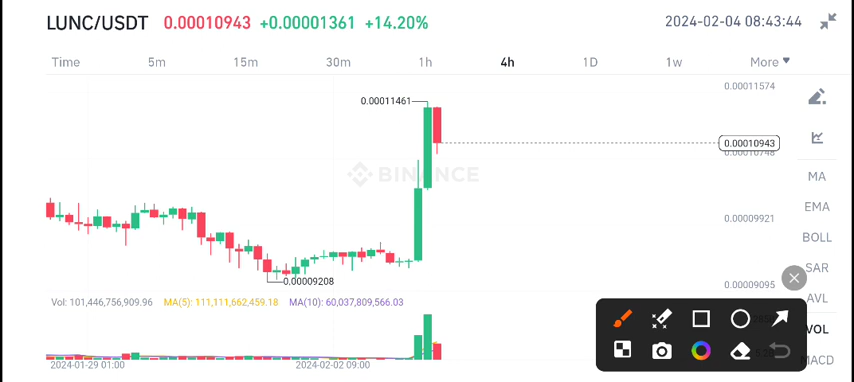 LUNC/USDT 0.00010943 +0.00001361 +14.20% 2024-02-04 08:43:44
Time 5m 15m 30m 1h 4h 1D 1w More
0.00011574
0.00011461
0.00010943
0.00010748
BINANCE
MA
EMA
0.00009921
BOLL
SAR
0.00009208
0.00009095
AVL
Vol: 101,446,756,909.96 MA(5): 111,111,662,459.18 MA(10): 60,037,809,566.03
VOL
MACD
2024-01-29 01:00 2024-02-02 09:00